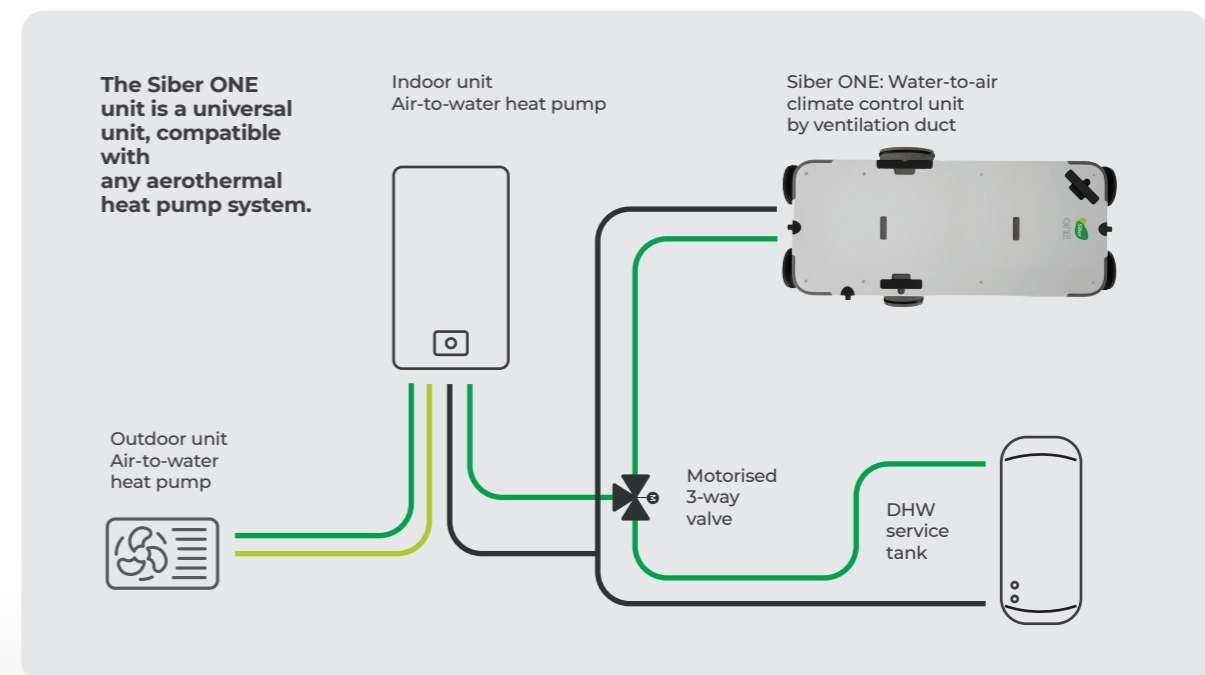 The Siber ONE
unit is a universal
unit, compatible
with
any aerothermal
heat pump system.
Indoor unit
Air-to-water heat pump
Siber ONE: Water-to-air
climate control unit
by ventilation duct
Outdoor unit
Air-to-water
heat pump
Motorised
3-way
valve
M
DHW
service
tank